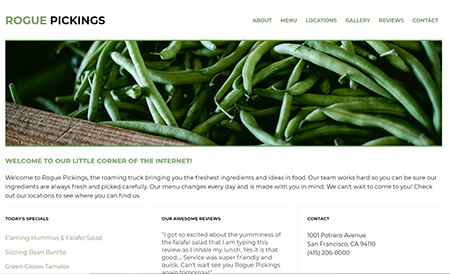 ROGUE PICKINGS
ABOUT MENU LOCATIONS GALLERY REVIEWS CONTACT
WELCOME TO OUR LITTLE CORNER OF THE INTERNET!
Welcome to Rogue Pickings, the roaming truck bringing you the freshest ingredients and ideas in food. Our team works hard so you can be sure our
ingredients are always fresh and picked carefully. Our menu changes every day and is made with you in mind. We can't wait to come to you! Check
out our locations to see where you can find us.
TODAY'S SPECIALS
Flaming Hummus & Falafel Salad
Sizzling Bean Burrito
Green Gloves Tamales
OUR AWESOME REVIEWS
"I got so excited about the yumminess
of the falafel salad that I am typing
this review as I inhale my lunch. Yes it is that
good ... Service was super friendly and
quick. Can't wait see you Rogue Pickings
again tomorrow!"
CONTACT
1001 Potrero Avenue
San Francisco, CA 94110
(415) 206-8000